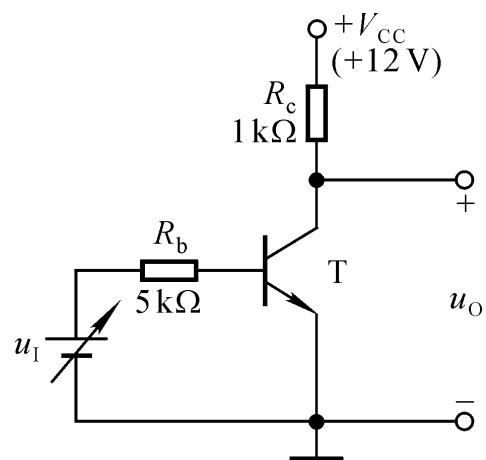 +V_CC
(+12 V)
R_c
1 kΩ
+
R_b
T
5 kΩ
u_O
u_I
−